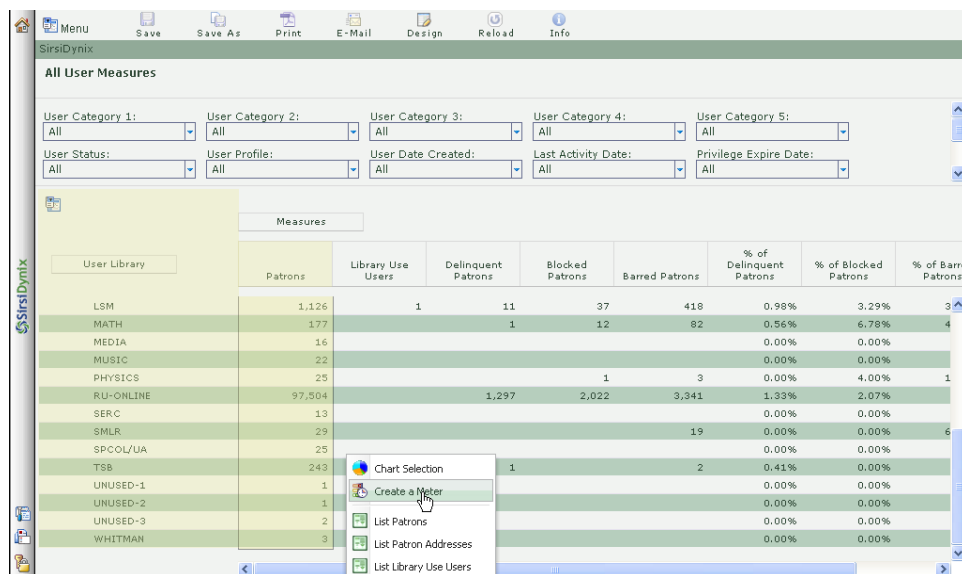 Menu Save Save As Print E-Mail Design Reload Info
SirsiDynix
All User Measures
User Category 1: User Category 2: User Category 3: User Category 4: User Category 5:
All All All All All
User Status: User Profile: User Date Created: Last Activity Date: Privilege Expire Date:
All All All All All
Measures
User Library Patrons Library Use Users Delinquent Patrons Blocked Patrons Barred Patrons % of Delinquent Patrons % of Blocked Patrons % of Barr Patrons
LSM 1,126 1 11 37 418 0.98% 3.29% 3
MATH 177 1 12 82 0.56% 6.78% 4
MEDIA 16 0.00% 0.00%
MUSIC 22 0.00% 0.00%
PHYSICS 25 1 3 0.00% 4.00% 1
RU-ONLINE 97,504 1,297 2,022 3,341 1.33% 2.07%
SERC 13 0.00% 0.00%
SMLR 29 19 0.00% 0.00% 6
SPCOL/UA 25 0.00% 0.00%
TSB 243 1 2 0.41% 0.00%
UNUSED-1 1 0.00% 0.00%
UNUSED-2 1 0.00% 0.00%
UNUSED-3 2 0.00% 0.00%
WHITMAN 3 0.00% 0.00%
Chart Selection
Create a Meter
List Patrons
List Patron Addresses
List Library Use Users
SirsiDynix